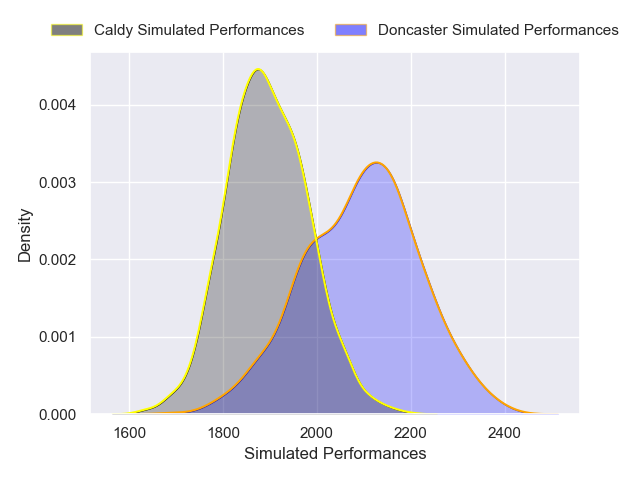 Caldy Simulated Performances Doncaster Simulated Performances
0.004
0.003
0.002
0.001
0.000
Density
1600 1800 2000 2200 2400
Simulated Performances